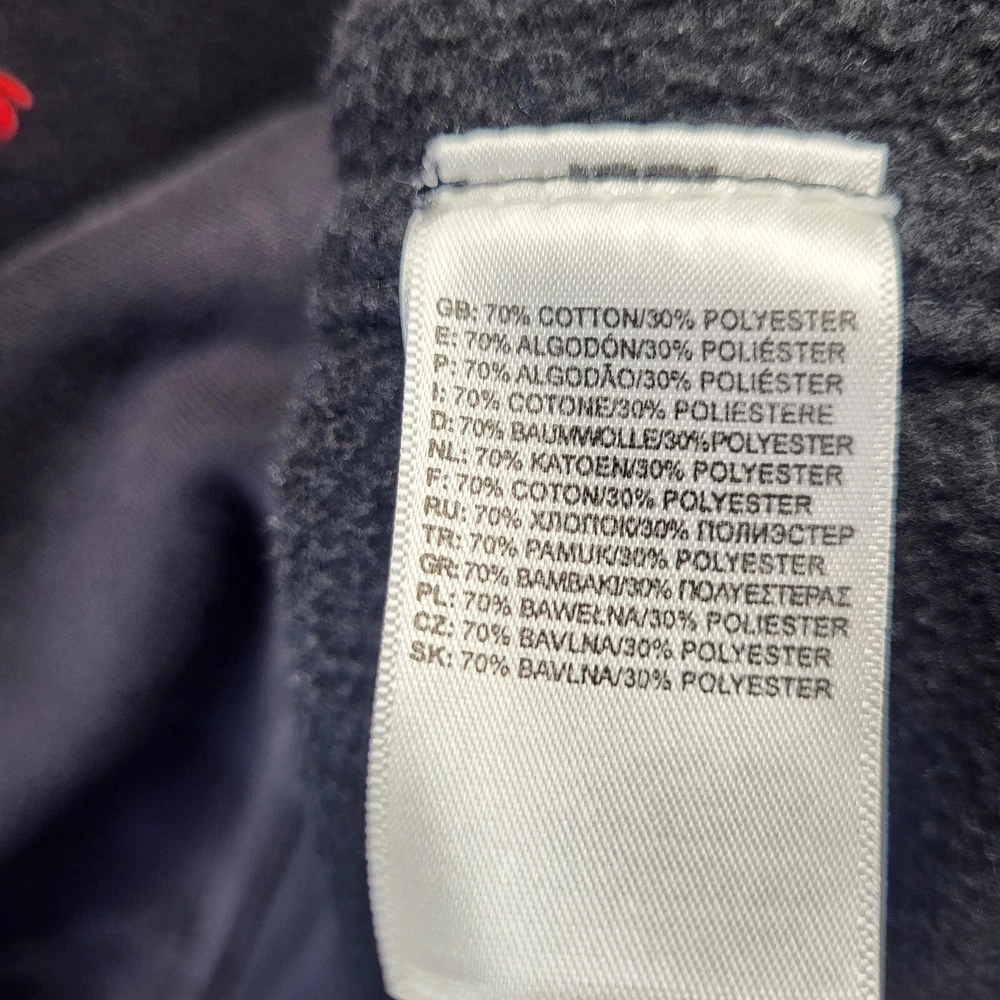 GB: 70% COTTON/30% POLYESTER
E: 70% ALGODÓN/30% POLIÉSTER
P: 70% ALGODÃO/30% POLIÉSTER
I: 70% COTONE/30% POLIESTERE
D: 70% BAUMWOLLE/30%POLYESTER
NL: 70% KATOEN/30% POLYESTER
F: 70% COTON/30% POLYESTER
RU: 70% ХЛОПОК/30% ПОЛИЭСТЕР
TR: 70% PAMUK/30% POLYESTER
GR: 70% ΒΑΜΒΑΚΙ/30% ΠΟΛΥΕΣΤΕΡΑΣ
PL: 70% BAWEŁNA/30% POLIESTER
CZ: 70% BAVLNA/30% POLYESTER
SK: 70% BAVLNA/30% POLYESTER